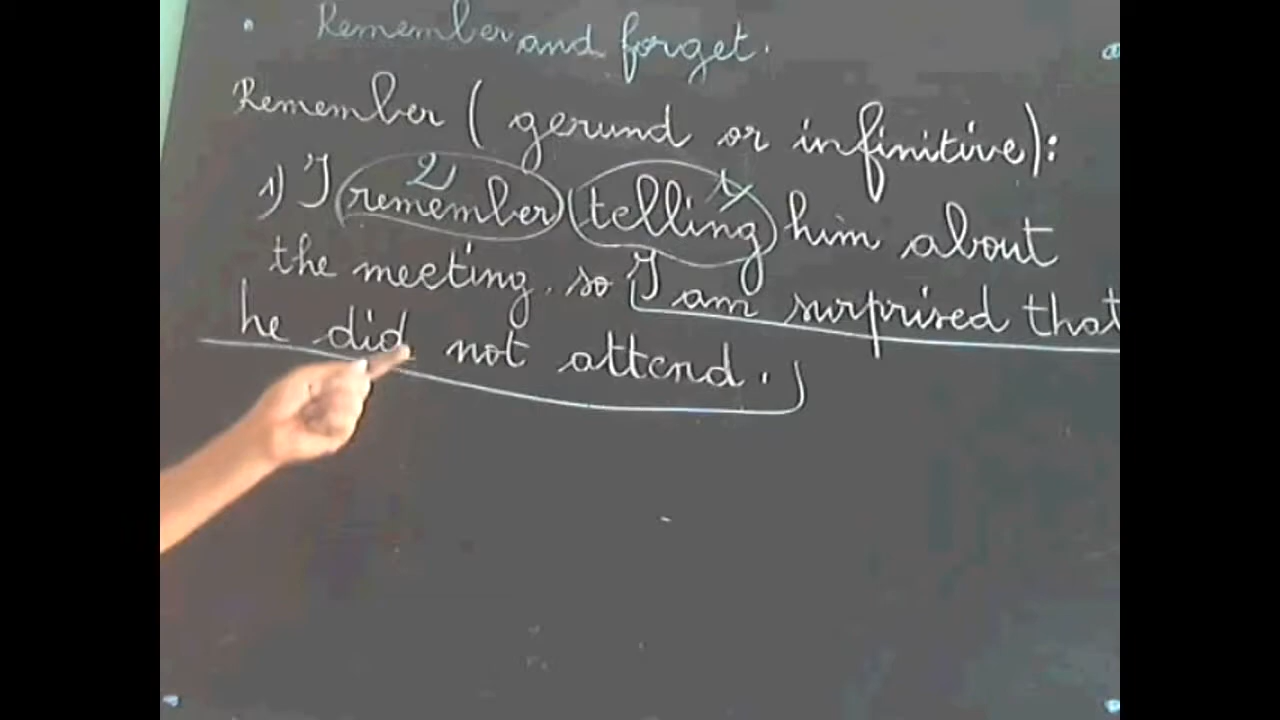 • Remember and forget.
Remember (gerund or infinitive):
2
1) I remember telling him about
the meeting. so I am surprised that
he did not attend.